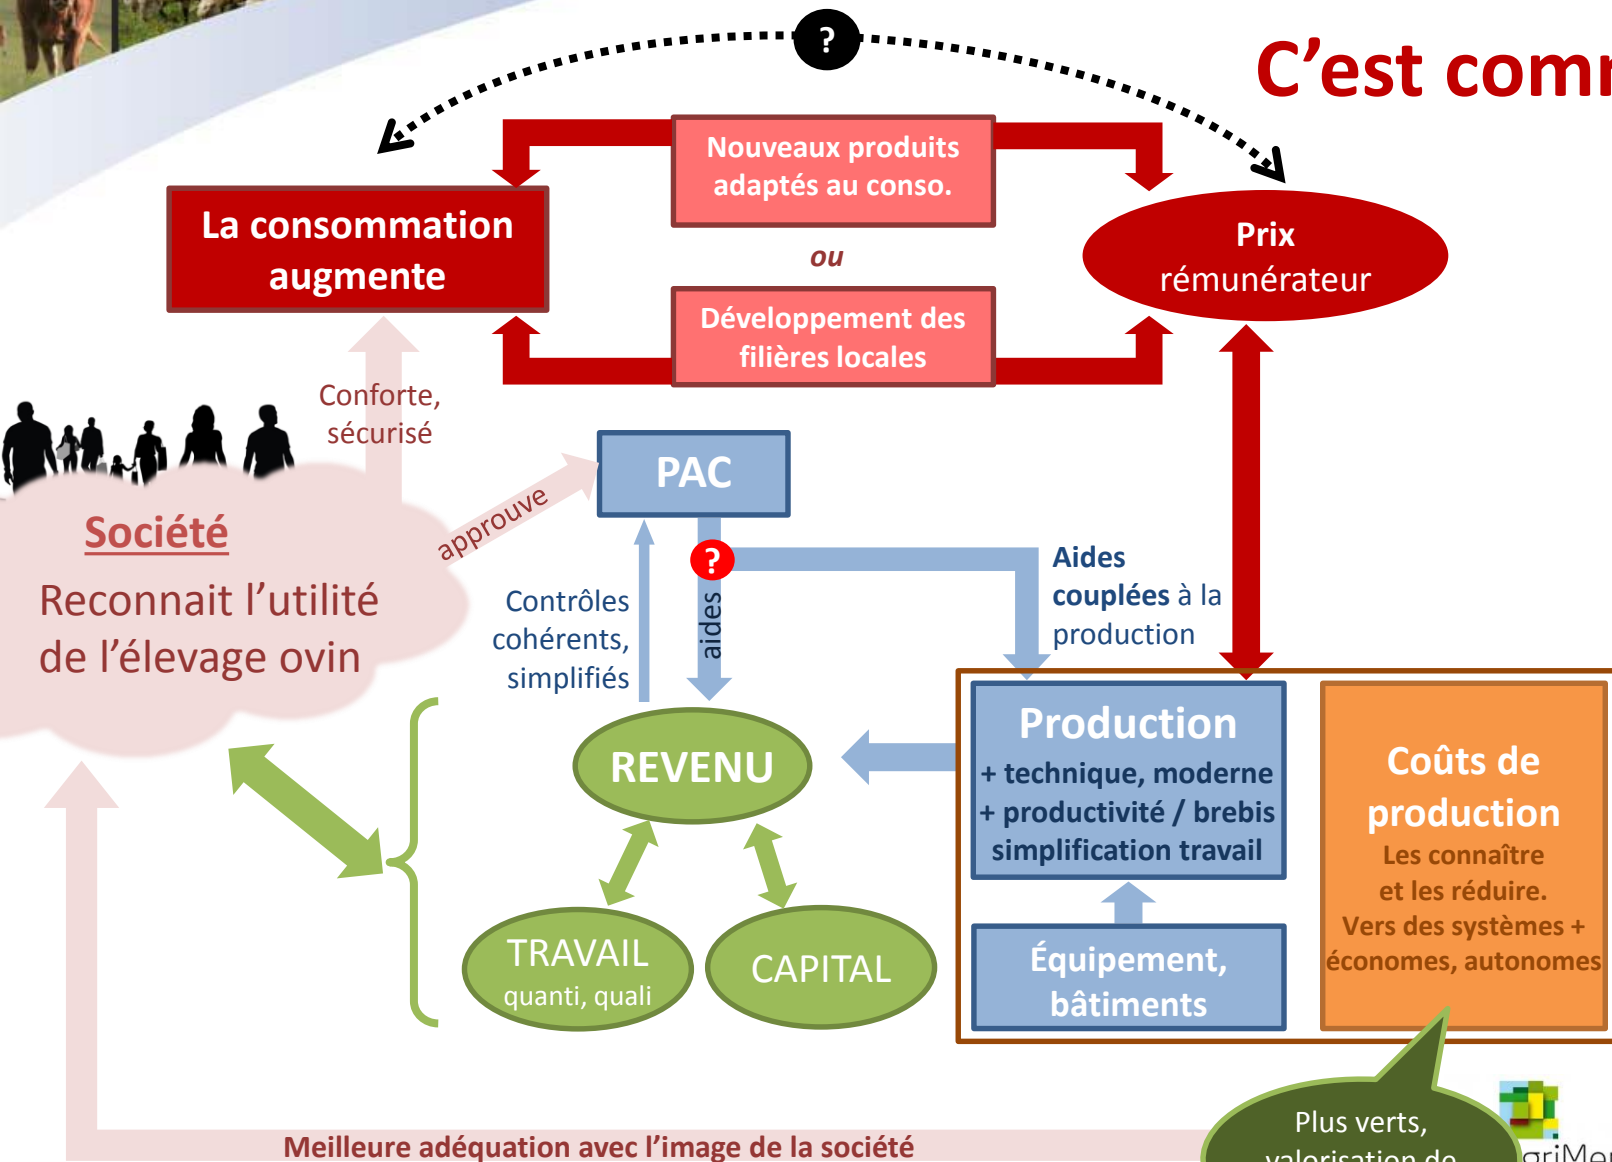 ?
C'est
Nouveaux produits
adaptés au conso.
La consommation
augmente
ou
Prix
rémunérateur
Développement des
filières locales
Conforte,
sécurisé
PAC
approuve
Société
Reconnait l'utilité
de l'élevage ovin
?
aides
Contrôles
cohérents,
simplifiés
Aides
couplées à la
production
REVENU
Production
+ technique, moderne
+ productivité / brebis
simplification travail
Coûts de
production
Les connaître
et les réduire.
Vers des systèmes +
économes, autonomes
TRAVAIL
quanti, quali
CAPITAL
Équipement,
bâtiments
Plus verts,
valorisation de
Meilleure adéquation avec l'image de la société